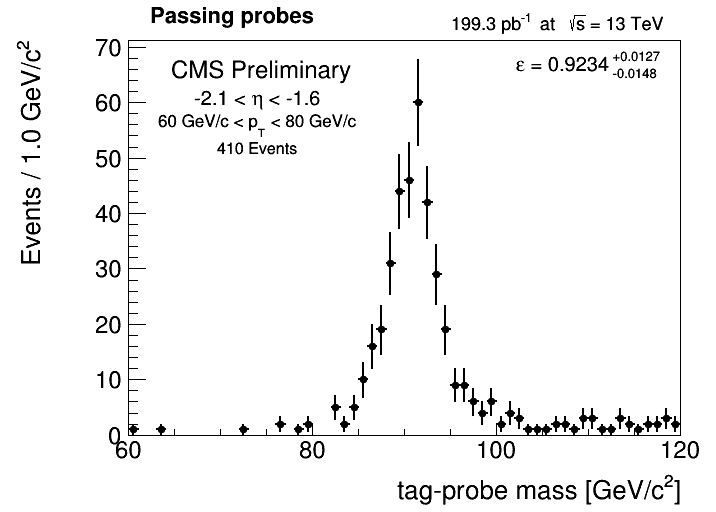 Passing probes
199.3 pb⁻¹ at √s = 13 TeV
CMS Preliminary
-2.1 < η < -1.6
60 GeV/c < p_T < 80 GeV/c
410 Events
ε = 0.9234 +0.0127 -0.0148
Events / 1.0 GeV/c²
70
60
50
40
30
20
10
0
60 80 100 120
tag-probe mass [GeV/c²]